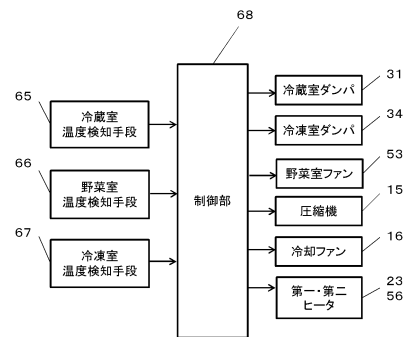 68
65
冷蔵室
温度検知手段
66
野菜室
温度検知手段
67
冷凍室
温度検知手段
制御部
冷蔵室ダンパ
31
冷凍室ダンパ
34
野菜室ファン
53
圧縮機
15
冷却ファン
16
第一・第二
ヒータ
23
56